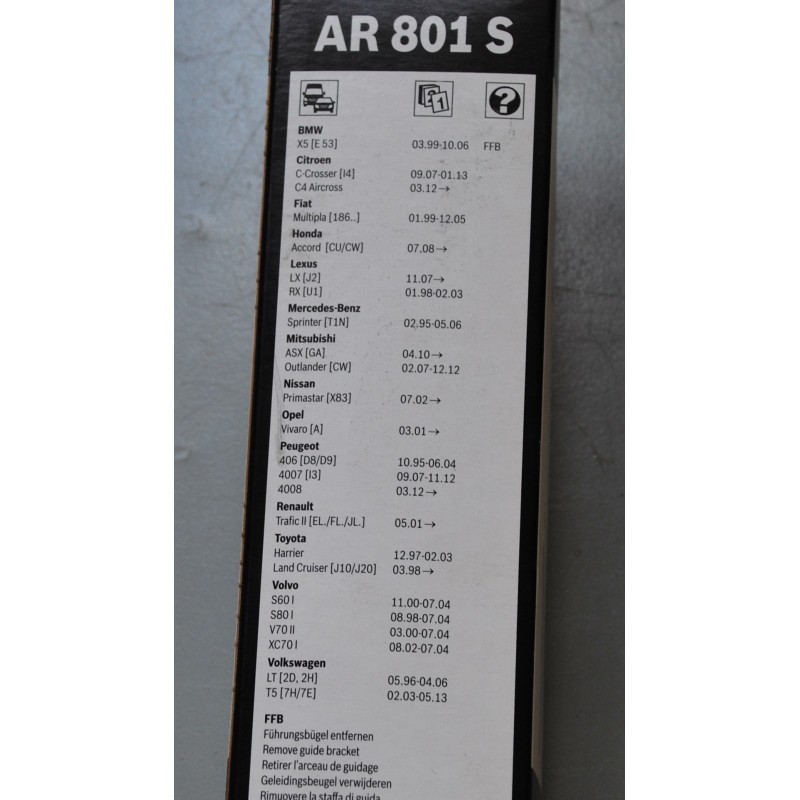 AR 801 S
BMW
X5 [E 53] 03.99-10.06 FFB
Citroen
C-Crosser [I4] 09.07-01.13
C4 Aircross 03.12→
Fiat
Multipla [186..] 01.99-12.05
Honda
Accord [CU/CW] 07.08→
Lexus
LX [J2] 11.07→
RX [U1] 01.98-02.03
Mercedes-Benz
Sprinter [T1N] 02.95-05.06
Mitsubishi
ASX [GA] 04.10→
Outlander [CW] 02.07-12.12
Nissan
Primastar [X83] 07.02→
Opel
Vivaro [A] 03.01→
Peugeot
406 [D8/D9] 10.95-06.04
4007 [I3] 09.07-11.12
4008 03.12→
Renault
Trafic II [EL./FL./JL.] 05.01→
Toyota
Harrier 12.97-02.03
Land Cruiser [J10/J20] 03.98→
Volvo
S60 I 11.00-07.04
S80 I 08.98-07.04
V70 II 03.00-07.04
XC70 I 08.02-07.04
Volkswagen
LT [2D, 2H] 05.96-04.06
T5 [7H/7E] 02.03-05.13
FFB
Führungsbügel entfernen
Remove guide bracket
Retirer l'arceau de guidage
Geleidingsbeugel verwijderen
Rimuovere la staffa di guida